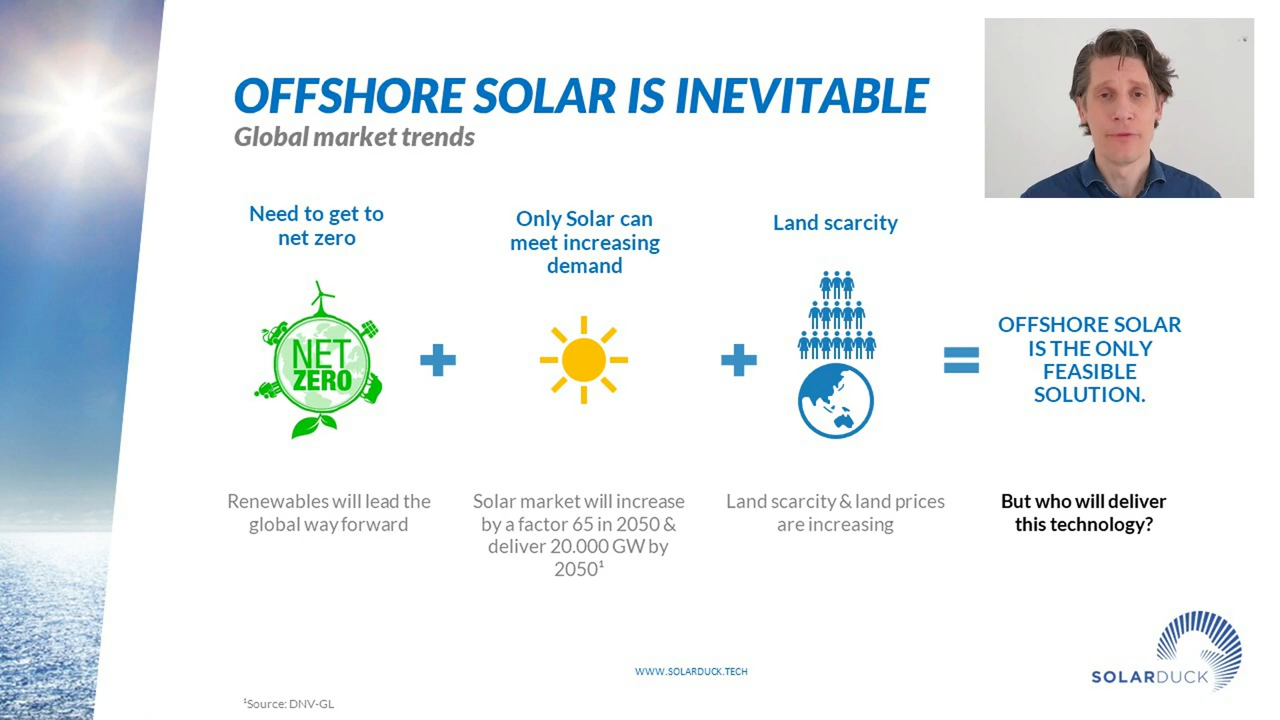 OFFSHORE SOLAR IS INEVITABLE
Global market trends
Need to get to
net zero
NET
ZERO
Renewables will lead the
global way forward
Only Solar can
meet increasing
demand
Solar market will increase
by a factor 65 in 2050 &
deliver 20.000 GW by
2050¹
Land scarcity
Land scarcity & land prices
are increasing
OFFSHORE SOLAR
IS THE ONLY
FEASIBLE
SOLUTION.
But who will deliver
this technology?
WWW.SOLARDUCK.TECH
SOLARDUCK
¹Source: DNV-GL